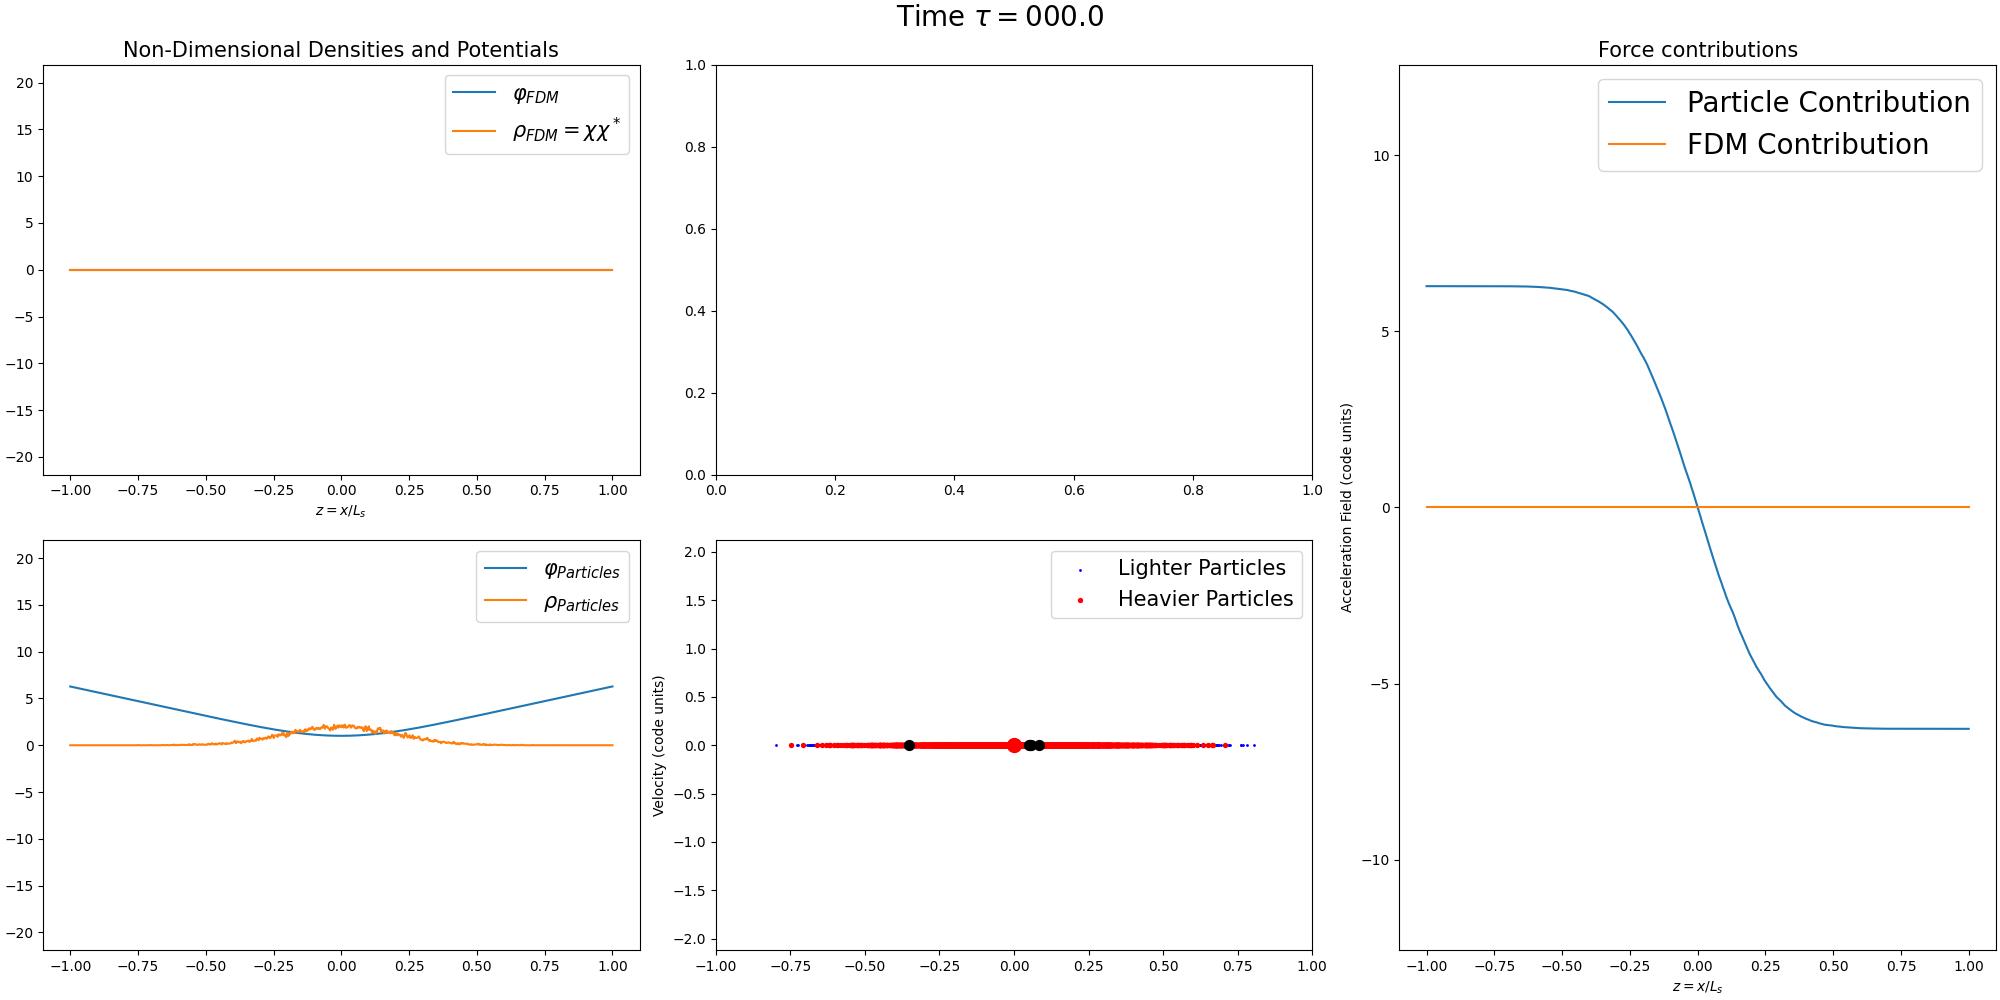 Time τ = 000.0
Non-Dimensional Densities and Potentials
20
15
10
5
0
−5
−10
−15
−20
−1.00 −0.75 −0.50 −0.25 0.00 0.25 0.50 0.75 1.00
z = x/L_s
φ_FDM
ρ_FDM = χχ*
1.0
0.8
0.6
0.4
0.2
0.0
0.0 0.2 0.4 0.6 0.8 1.0
Force contributions
Particle Contribution
FDM Contribution
Acceleration Field (code units)
10
5
0
−5
−10
−1.00 −0.75 −0.50 −0.25 0.00 0.25 0.50 0.75 1.00
z = x/L_s
20
15
10
5
0
−5
−10
−15
−20
−1.00 −0.75 −0.50 −0.25 0.00 0.25 0.50 0.75 1.00
φ_Particles
ρ_Particles
Velocity (code units)
2.0
1.5
1.0
0.5
0.0
−0.5
−1.0
−1.5
−2.0
−1.00 −0.75 −0.50 −0.25 0.00 0.25 0.50 0.75 1.00
Lighter Particles
Heavier Particles